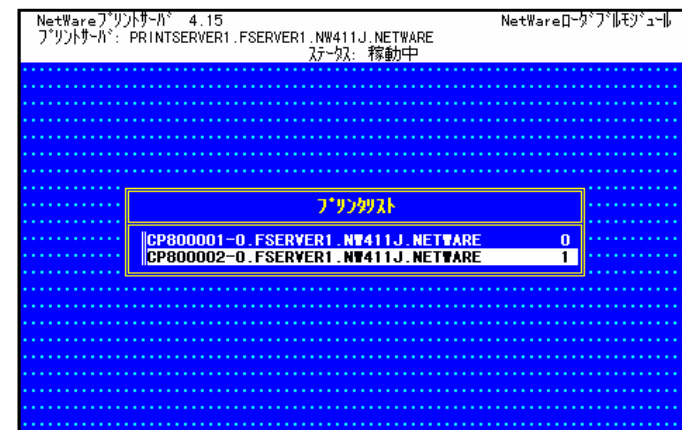 NetWareﾌﾟﾘﾝﾄｻｰﾊﾞ 4.15 NetWareﾛｰﾀﾞﾌﾞﾙﾓｼﾞｭｰﾙ
ﾌﾟﾘﾝﾄｻｰﾊﾞ: PRINTSERVER1.FSERVER1.NW411J.NETWARE
ｽﾃｰﾀｽ: 稼動中
ﾌﾟﾘﾝﾀﾘｽﾄ
CP800001-0.FSERVER1.NW411J.NETWARE 0
CP800002-0.FSERVER1.NW411J.NETWARE 1